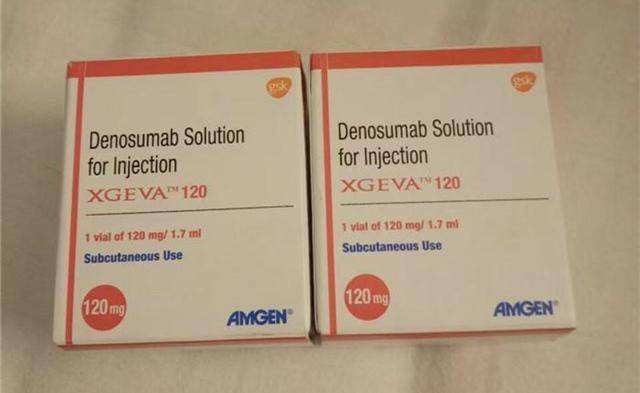 gsk
Denosumab Solution
for Injection
XGEVA™ 120
1 vial of 120 mg/ 1.7 ml
Subcutaneous Use
120 mg
AMGEN®
gsk
Denosumab Solution
for Injection
XGEVA™ 120
1 vial of 120 mg/ 1.7 ml
Subcutaneous Use
120 mg
AMGEN®